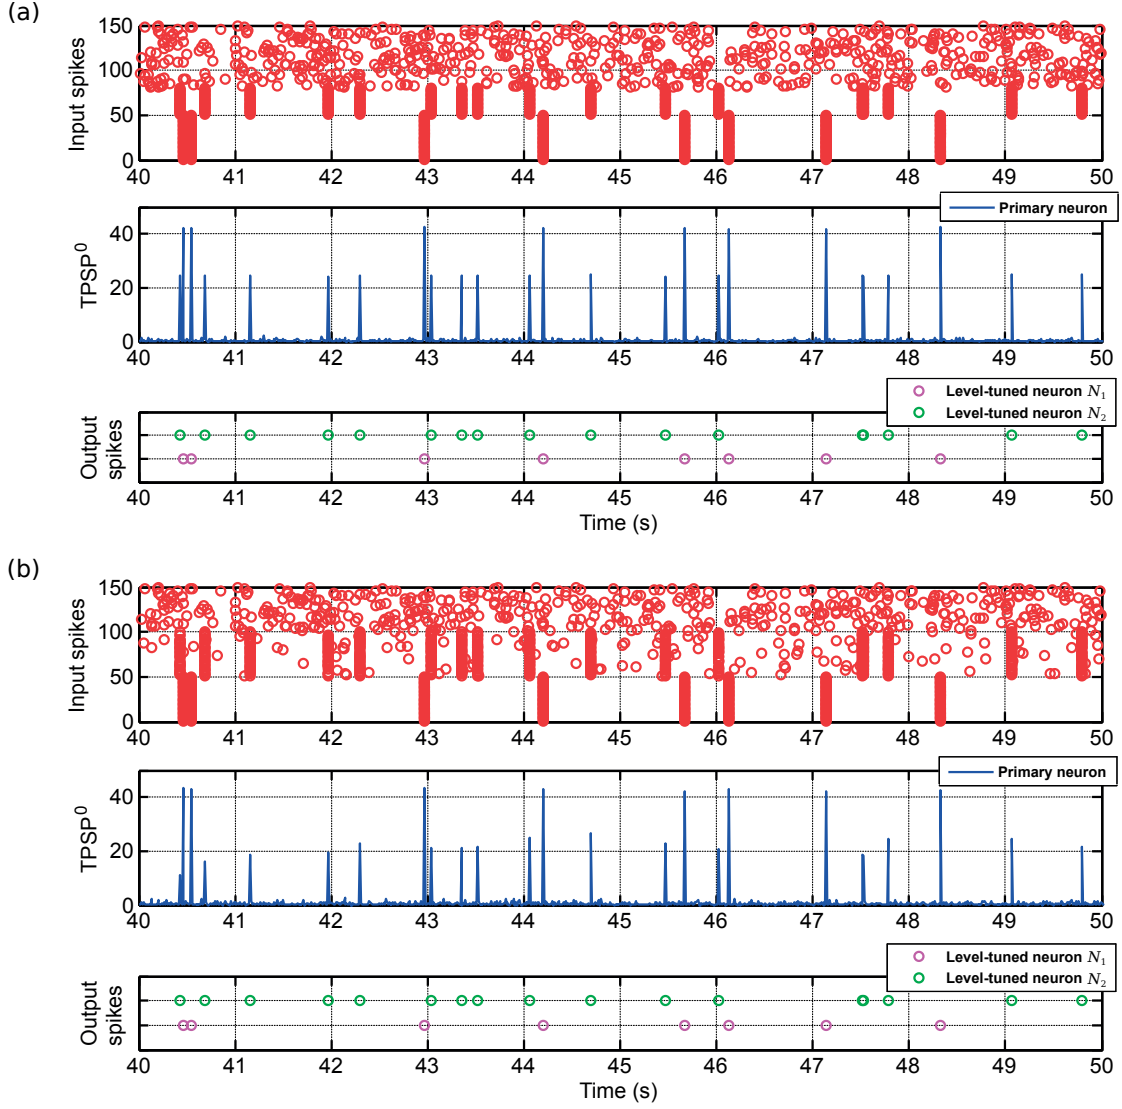 (a)
Input spikes
150
100
50
0
40 41 42 43 44 45 46 47 48 49 50
Primary neuron
TPSP⁰
40
20
0
40 41 42 43 44 45 46 47 48 49 50
Level-tuned neuron N₁
Level-tuned neuron N₂
Output
spikes
40 41 42 43 44 45 46 47 48 49 50
Time (s)
(b)
Input spikes
150
100
50
0
40 41 42 43 44 45 46 47 48 49 50
Primary neuron
TPSP⁰
40
20
0
40 41 42 43 44 45 46 47 48 49 50
Level-tuned neuron N₁
Level-tuned neuron N₂
Output
spikes
40 41 42 43 44 45 46 47 48 49 50
Time (s)